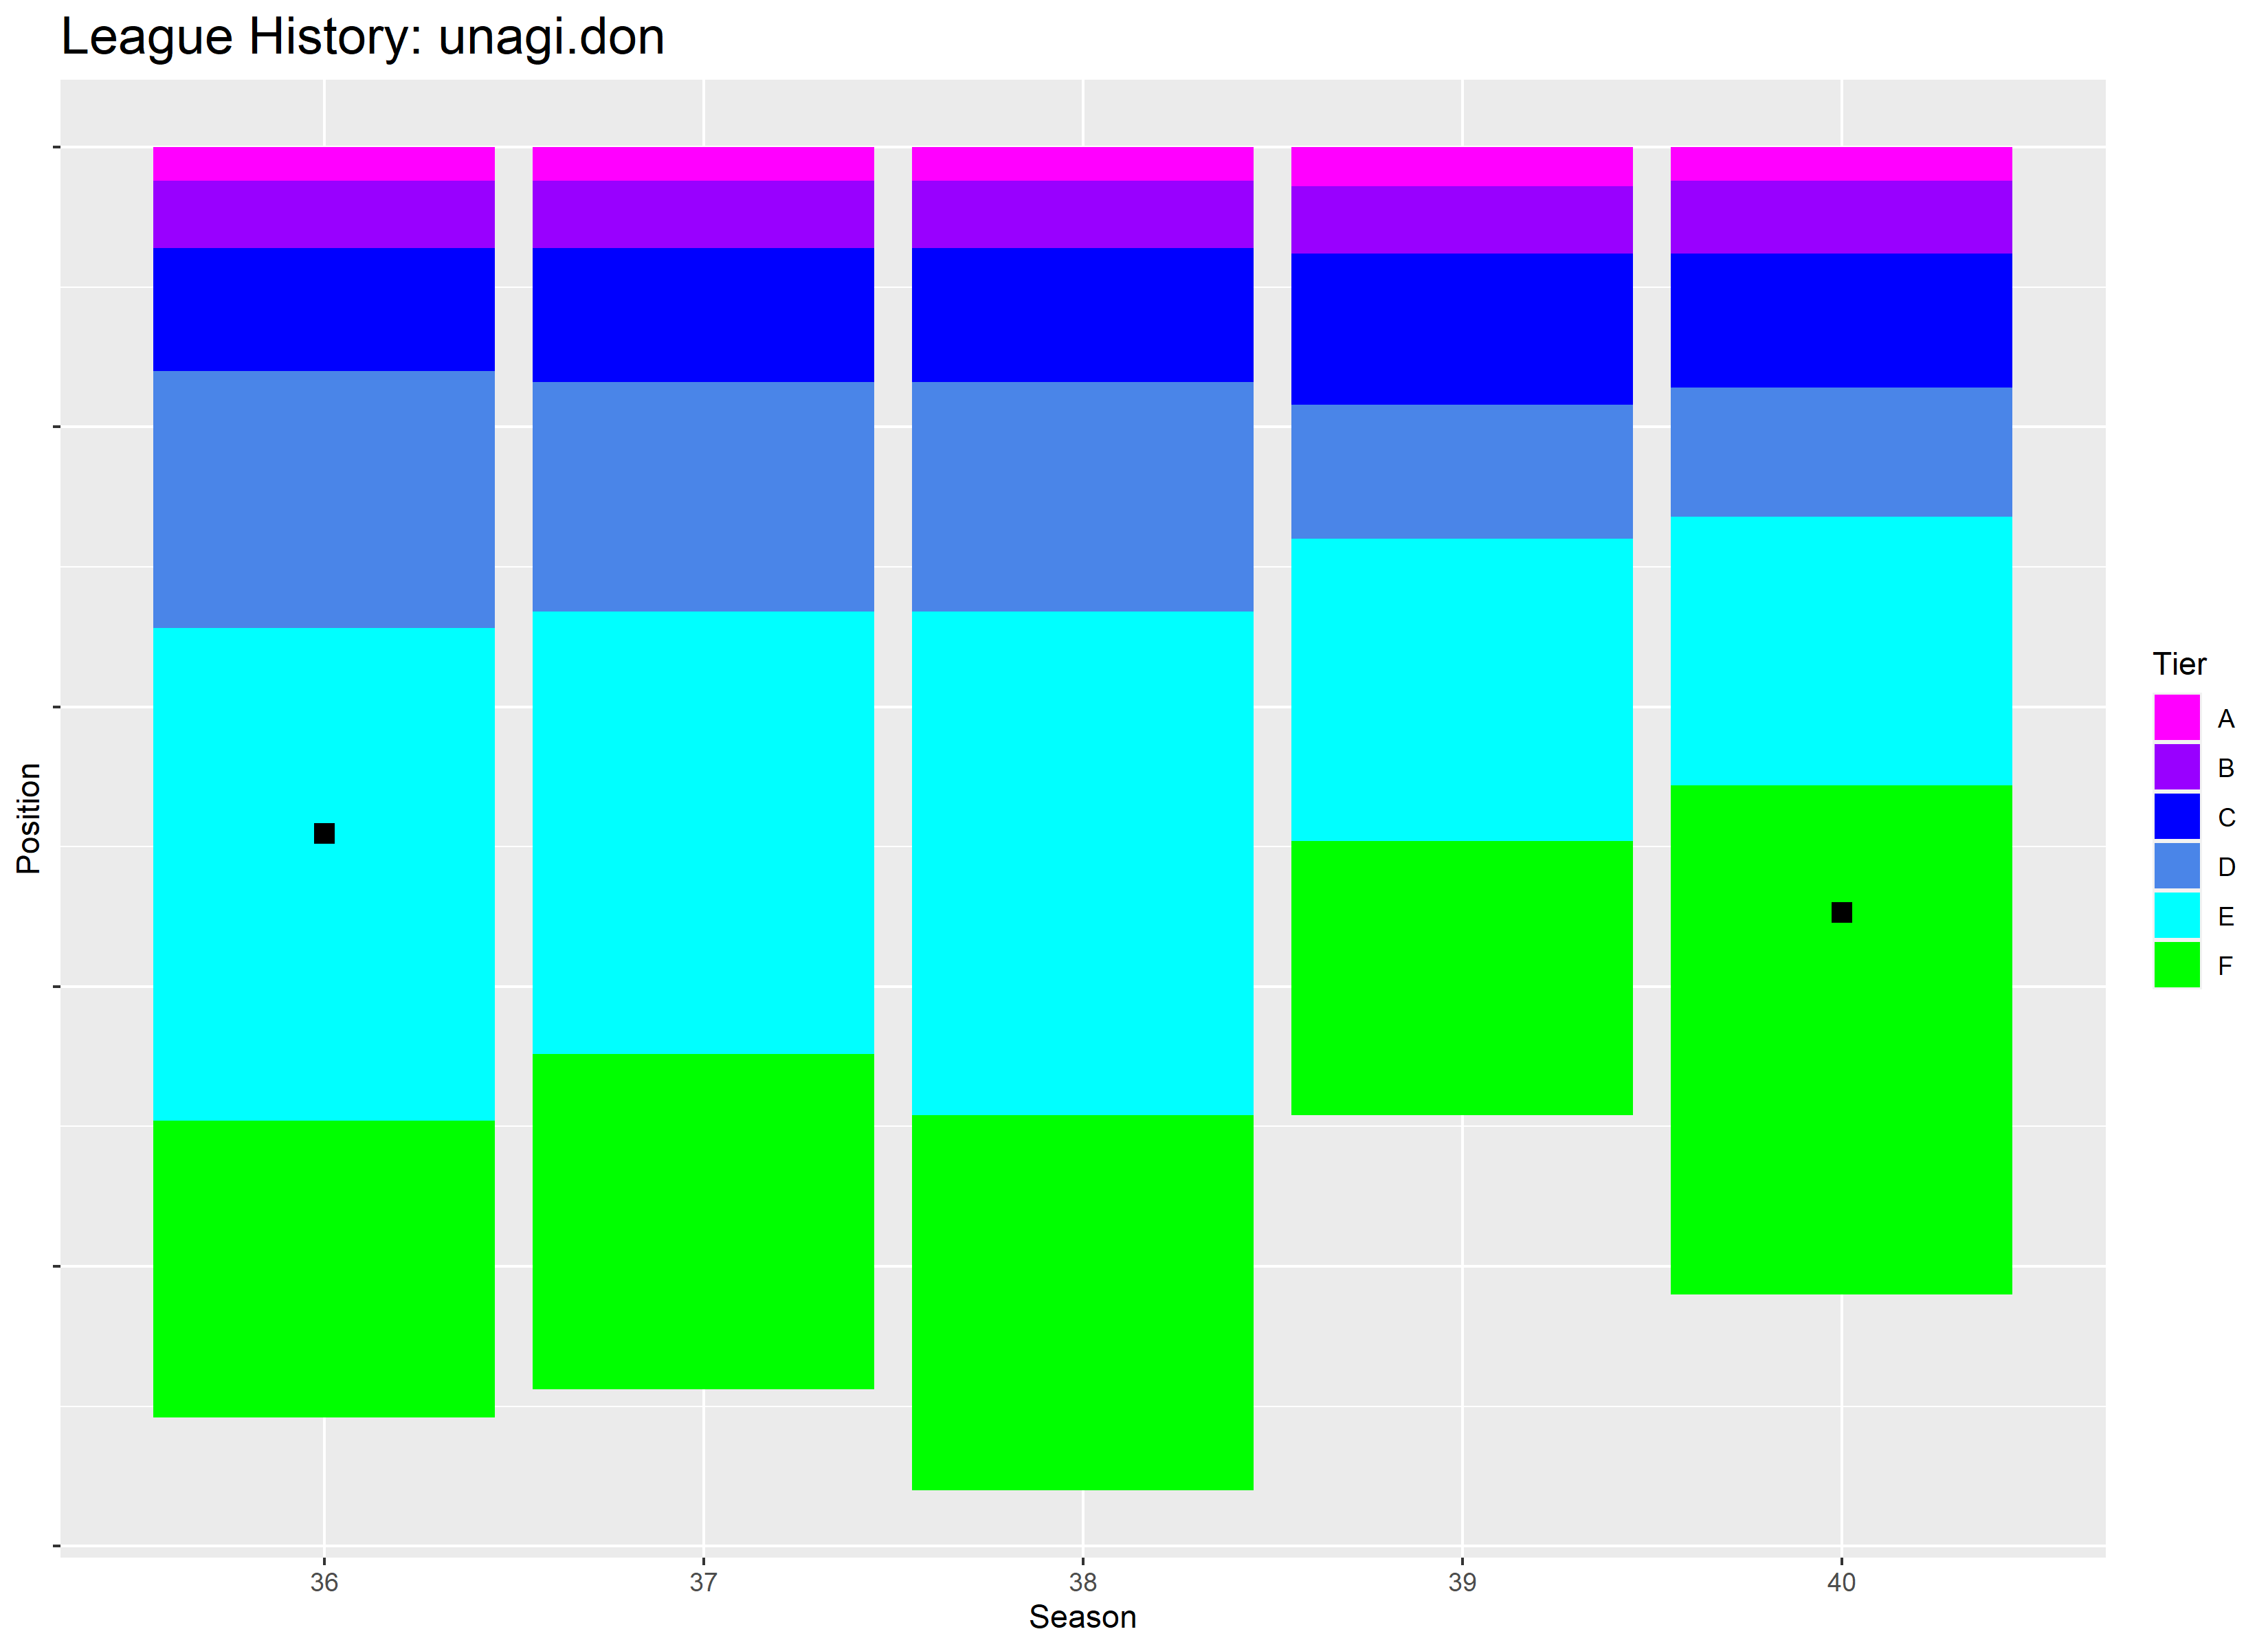 League History: unagi.don
Position
Tier
A
B
C
D
E
F
36 37 38 39 40
Season